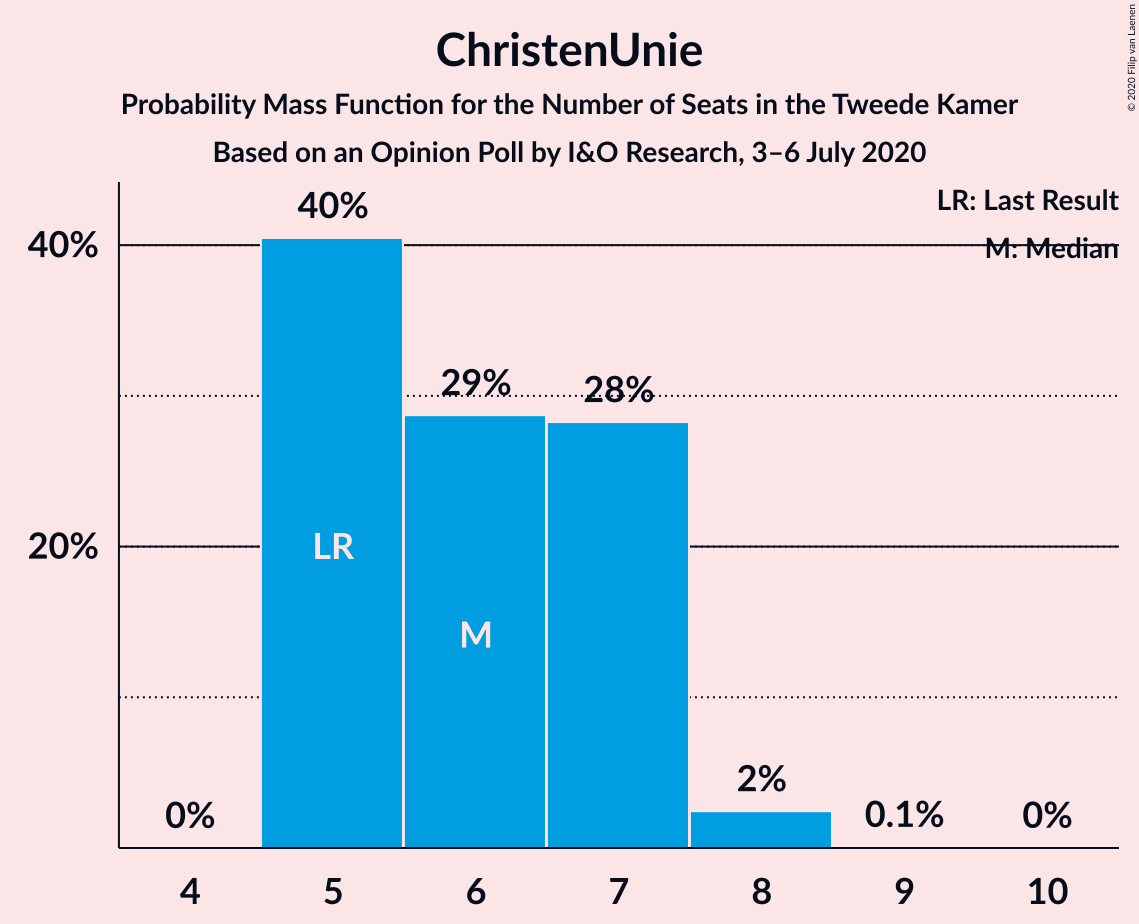 ChristenUnie
Probability Mass Function for the Number of Seats in the Tweede Kamer
Based on an Opinion Poll by I&O Research, 3–6 July 2020
© 2020 Filip van Laenen
LR: Last Result
M: Median
40%
20%
0%
40%
29%
28%
2%
0.1%
0%
LR
M
4
5
6
7
8
9
10